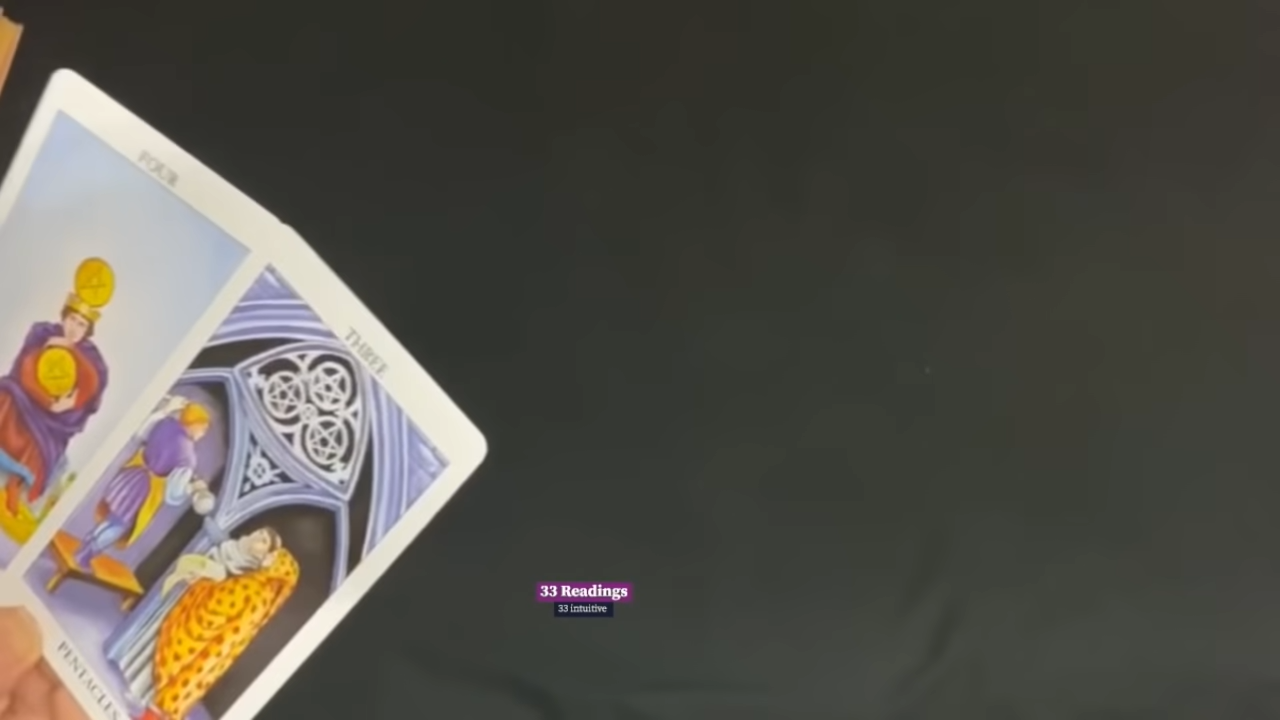 FOUR
THREE
PENTACLES
33 Readings
33 intuitive